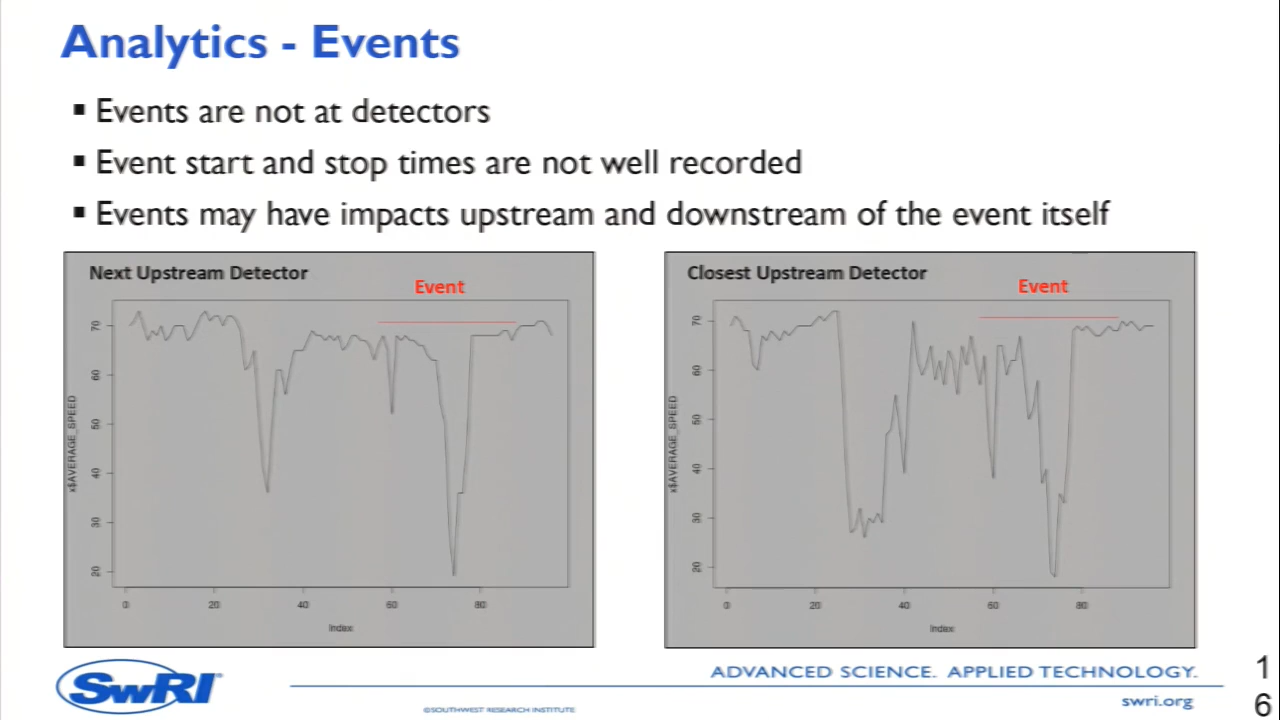 Analytics - Events
▪ Events are not at detectors
▪ Event start and stop times are not well recorded
▪ Events may have impacts upstream and downstream of the event itself
Next Upstream Detector
Event
70
60
50
40
30
20
x$AVERAGE_SPEED
0 20 40 60 80
Index
Closest Upstream Detector
Event
70
60
50
40
30
20
x$AVERAGE_SPEED
0 20 40 60 80
Index
SwRI
©SOUTHWEST RESEARCH INSTITUTE
ADVANCED SCIENCE. APPLIED TECHNOLOGY.
swri.org
1
6